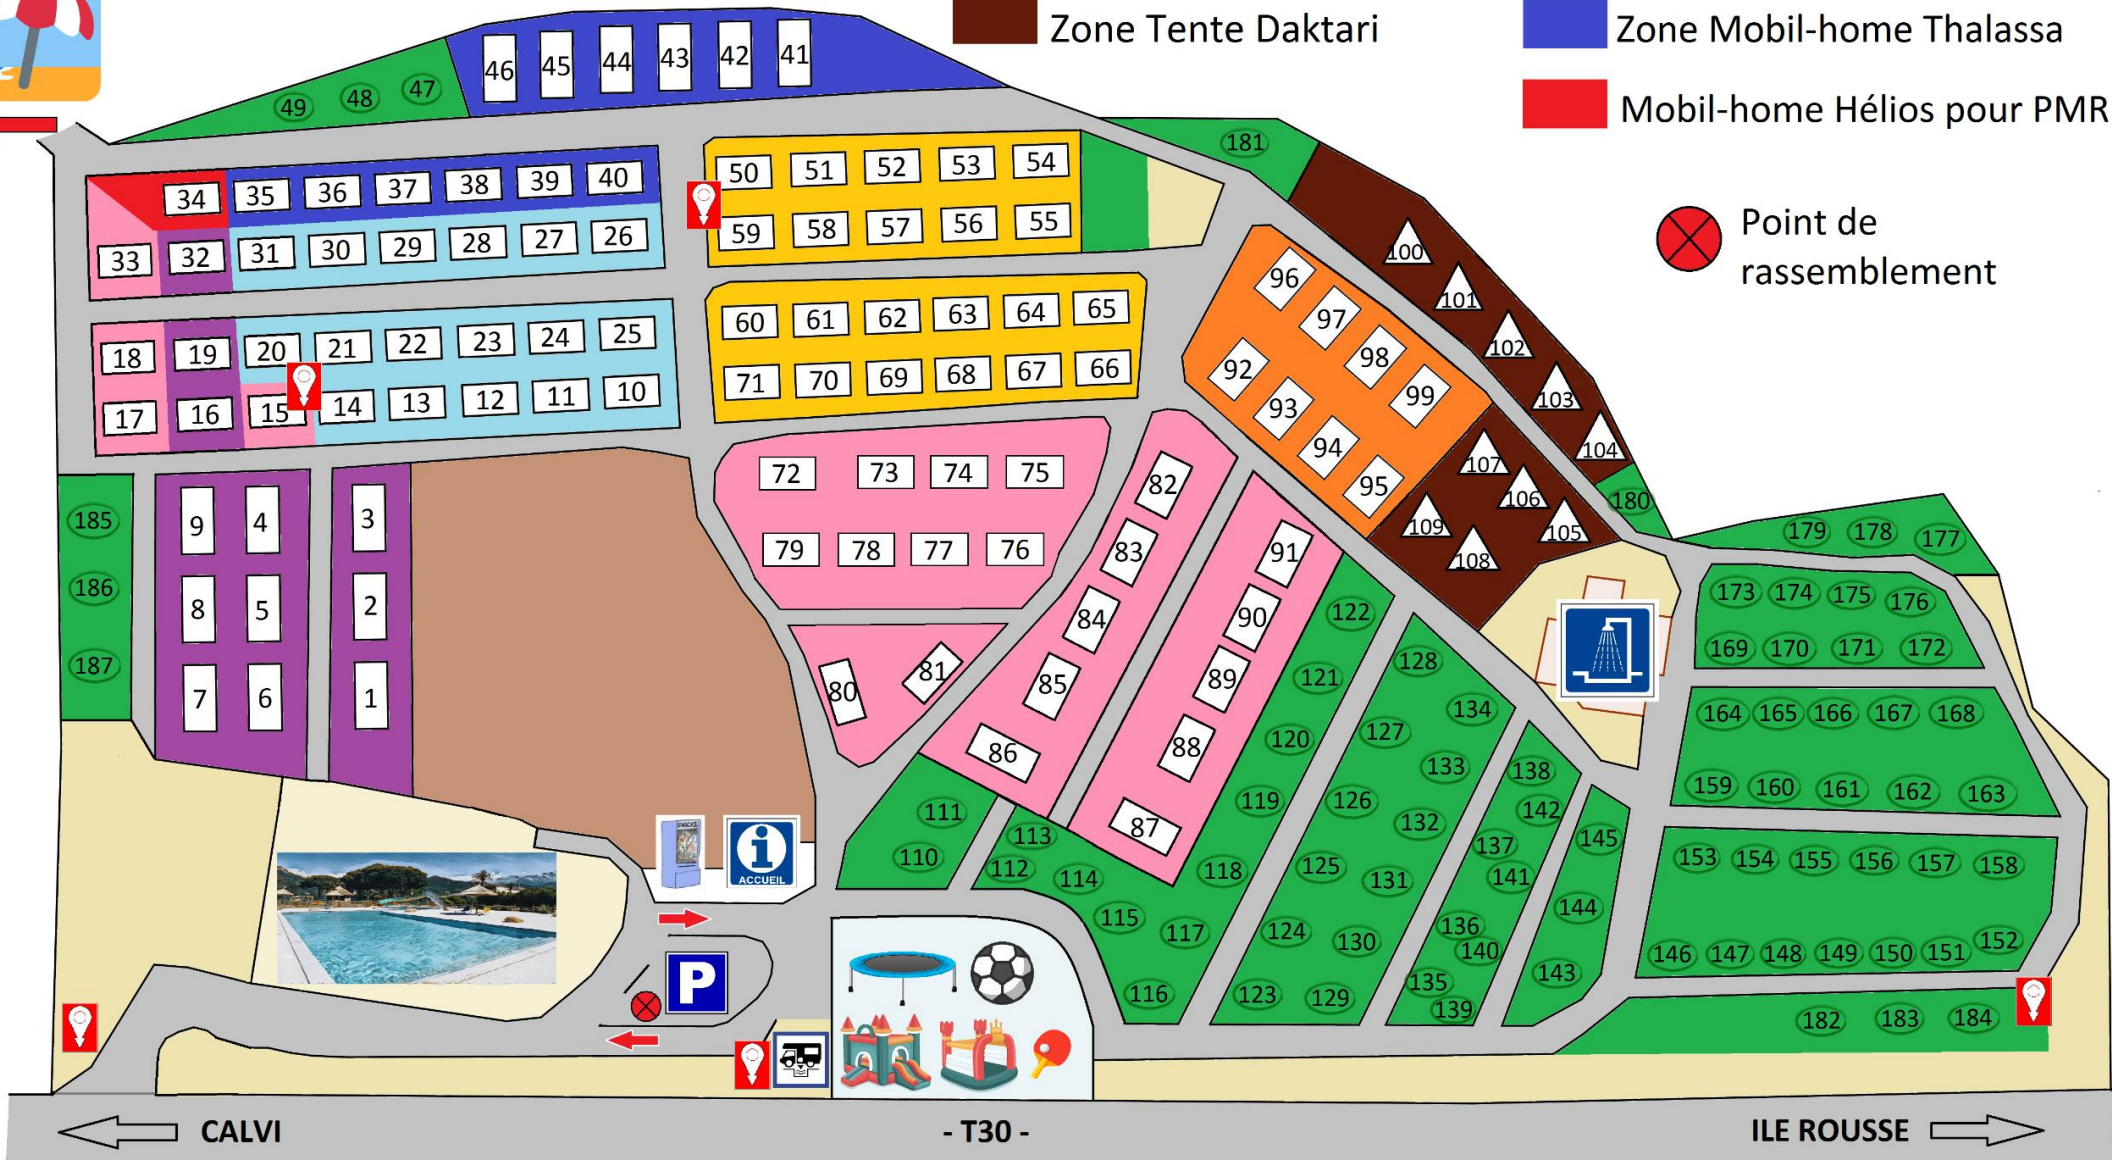 Zone Tente Daktari
Zone Mobil-home Thalassa
Mobil-home Hélios pour PMR
Point de
rassemblement
46 45 44 43 42 41
49 48 47
181
34 35 36 37 38 39 40
33 32 31 30 29 28 27 26
50 51 52 53 54
59 58 57 56 55
18 19 20 21 22 23 24 25
17 16 15 14 13 12 11 10
60 61 62 63 64 65
71 70 69 68 67 66
96 97 98 99
92 93 94 95
100 101 102 103 104
107 106 105
109 108
180
179 178 177
185
186
187
9 4 3
8 5 2
7 6 1
72 73 74 75
79 78 77 76
80 81
82
83
84
85
86
91
90
89
88
87
122
121
120
119
118
117
116
115
114
113
112
111
110
128
127
126
125
124
123
134
133
132
131
130
129
138
137
136
135
142
141
140
139
145
144
143
173 174 175 176
169 170 171 172
164 165 166 167 168
159 160 161 162 163
153 154 155 156 157 158
146 147 148 149 150 151 152
182 183 184
SNACKS
i
ACCUEIL
P
CALVI
- T30 -
ILE ROUSSE